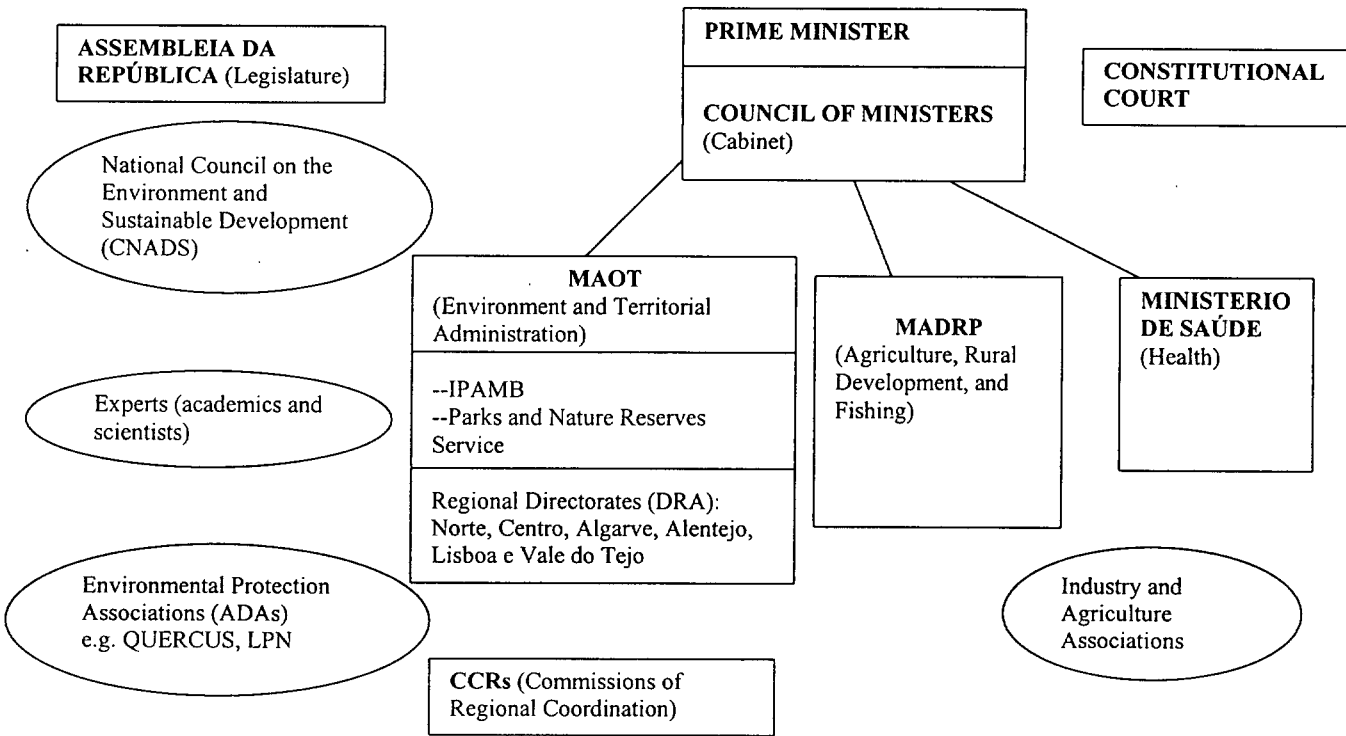 ASSEMBLEIA DA
REPÚBLICA (Legislature)
PRIME MINISTER
COUNCIL OF MINISTERS
(Cabinet)
CONSTITUTIONAL
COURT
National Council on the
Environment and
Sustainable Development
(CNADS)
MAOT
(Environment and Territorial
Administration)
--IPAMB
--Parks and Nature Reserves
Service
Regional Directorates (DRA):
Norte, Centro, Algarve, Alentejo,
Lisboa e Vale do Tejo
MADRP
(Agriculture, Rural
Development, and
Fishing)
MINISTERIO
DE SAÚDE
(Health)
Experts (academics and
scientists)
Environmental Protection
Associations (ADAs)
e.g. QUERCUS, LPN
Industry and
Agriculture
Associations
CCRs (Commissions of
Regional Coordination)